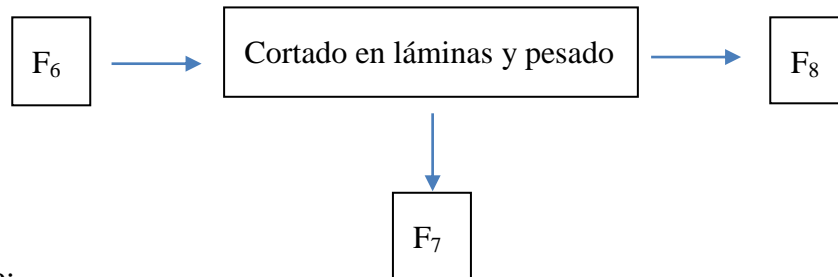 F₆
Cortado en láminas y pesado
F₈
F₇